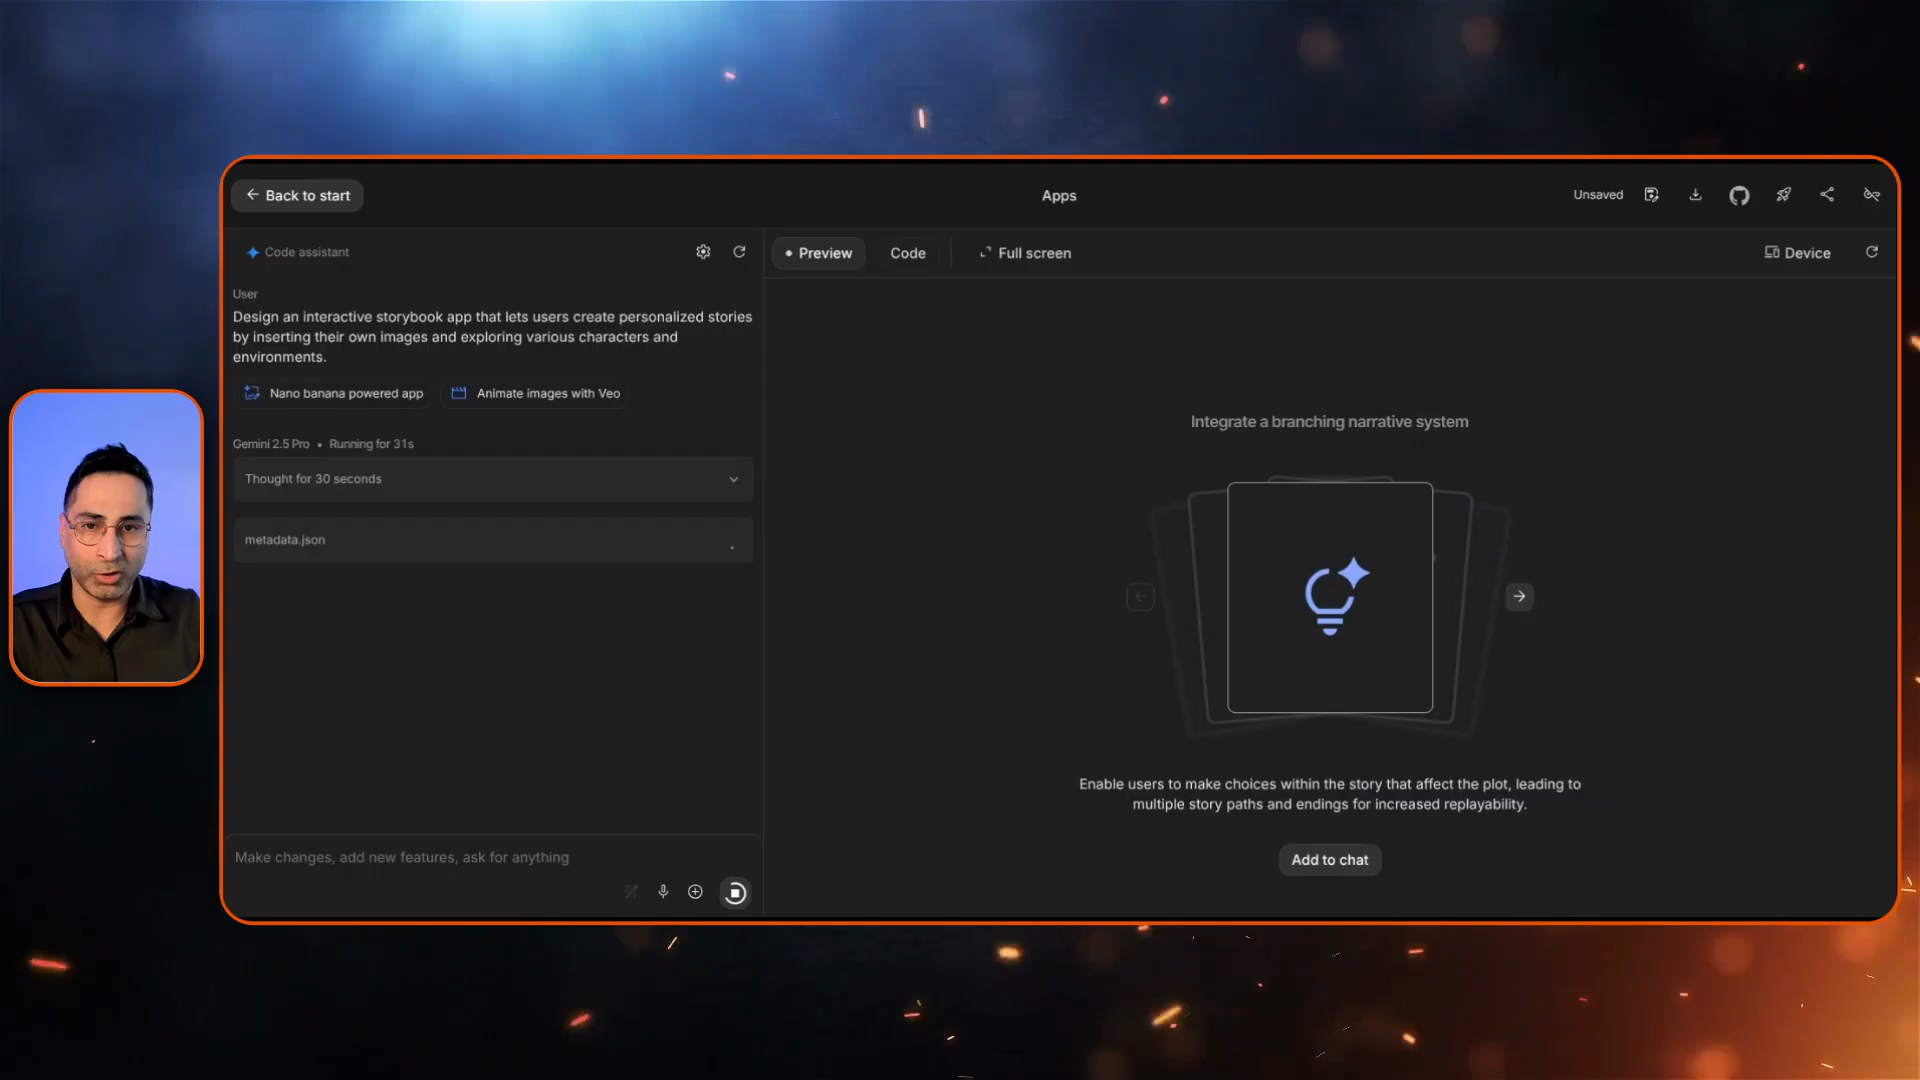 Back to start
Apps
Unsaved
Code assistant
Preview
Code
Full screen
Device
User
Design an interactive storybook app that lets users create personalized stories
by inserting their own images and exploring various characters and
environments.
Nano banana powered app
Animate images with Veo
Gemini 2.5 Pro • Running for 31s
Thought for 30 seconds
metadata.json
Make changes, add new features, ask for anything
Integrate a branching narrative system
Enable users to make choices within the story that affect the plot, leading to
multiple story paths and endings for increased replayability.
Add to chat